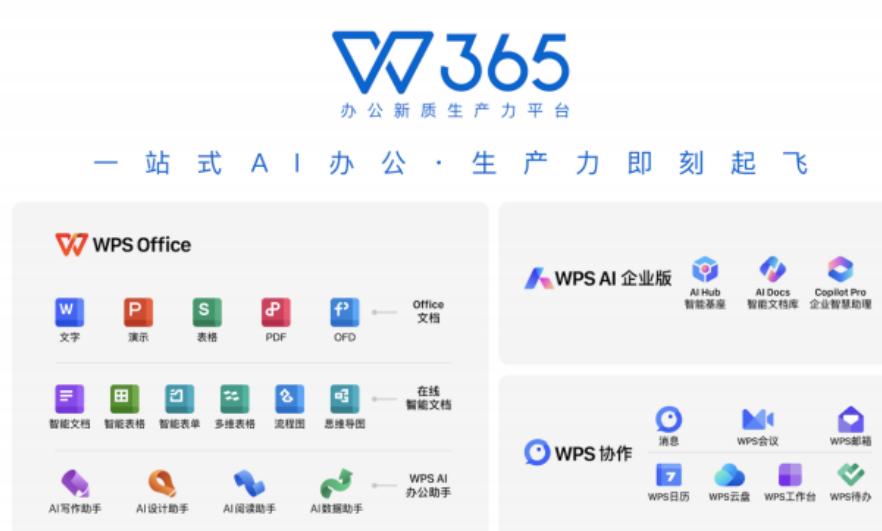 W365
办公新质生产力平台
一站式AI办公·生产力即刻起飞
WPS Office
W
P
S
文字
演示
表格
PDF
OFD
Office
文档
智能文档
智能表格
智能表单
多维表格
流程图
思维导图
在线
智能文档
AI写作助手
AI设计助手
AI阅读助手
AI数据助手
WPS AI
办公助手
WPS AI 企业版
AI Hub
智能基座
AI Docs
智能文档库
Copilot Pro
企业智慧助理
WPS 协作
消息
WPS会议
WPS邮箱
7
WPS日历
WPS云盘
WPS工作台
WPS待办